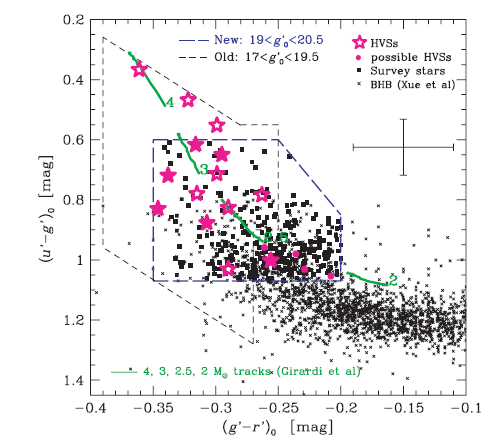 0.2
0.4
0.6
0.8
1
1.2
1.4
(u'−g')₀ [mag]
New: 19<g'₀<20.5
Old: 17<g'₀<19.5
HVSs
possible HVSs
Survey stars
BHB (Xue et al)
4
3
2.5
2
4, 3, 2.5, 2 M⊙ tracks (Girardi et al)
−0.4 −0.35 −0.3 −0.25 −0.2 −0.15 −0.1
(g'−r')₀ [mag]